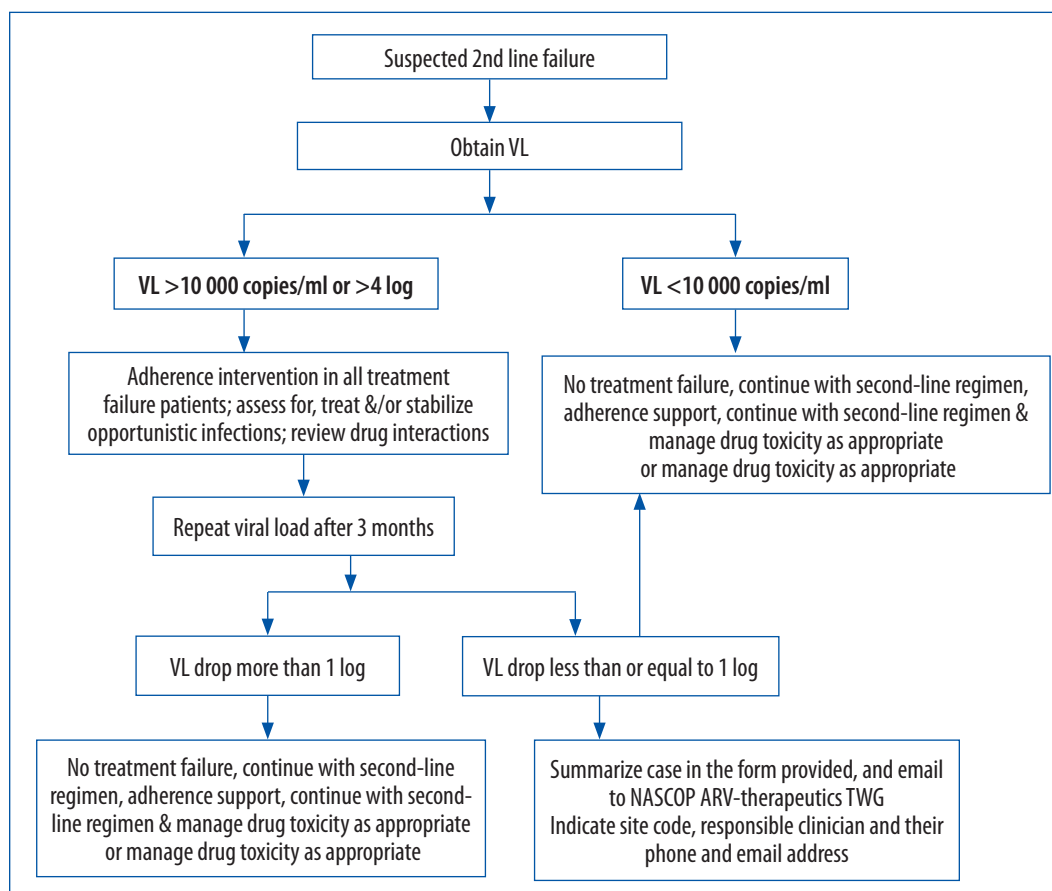 Suspected 2nd line failure
Obtain VL
VL >10 000 copies/ml or >4 log
VL <10 000 copies/ml
Adherence intervention in all treatment
failure patients; assess for, treat &/or stabilize
opportunistic infections; review drug interactions
No treatment failure, continue with second-line regimen,
adherence support, continue with second-line regimen &
manage drug toxicity as appropriate
or manage drug toxicity as appropriate
Repeat viral load after 3 months
VL drop more than 1 log
VL drop less than or equal to 1 log
No treatment failure, continue with second-line
regimen, adherence support, continue with second-
line regimen & manage drug toxicity as appropriate
or manage drug toxicity as appropriate
Summarize case in the form provided, and email
to NASCOP ARV-therapeutics TWG
Indicate site code, responsible clinician and their
phone and email address